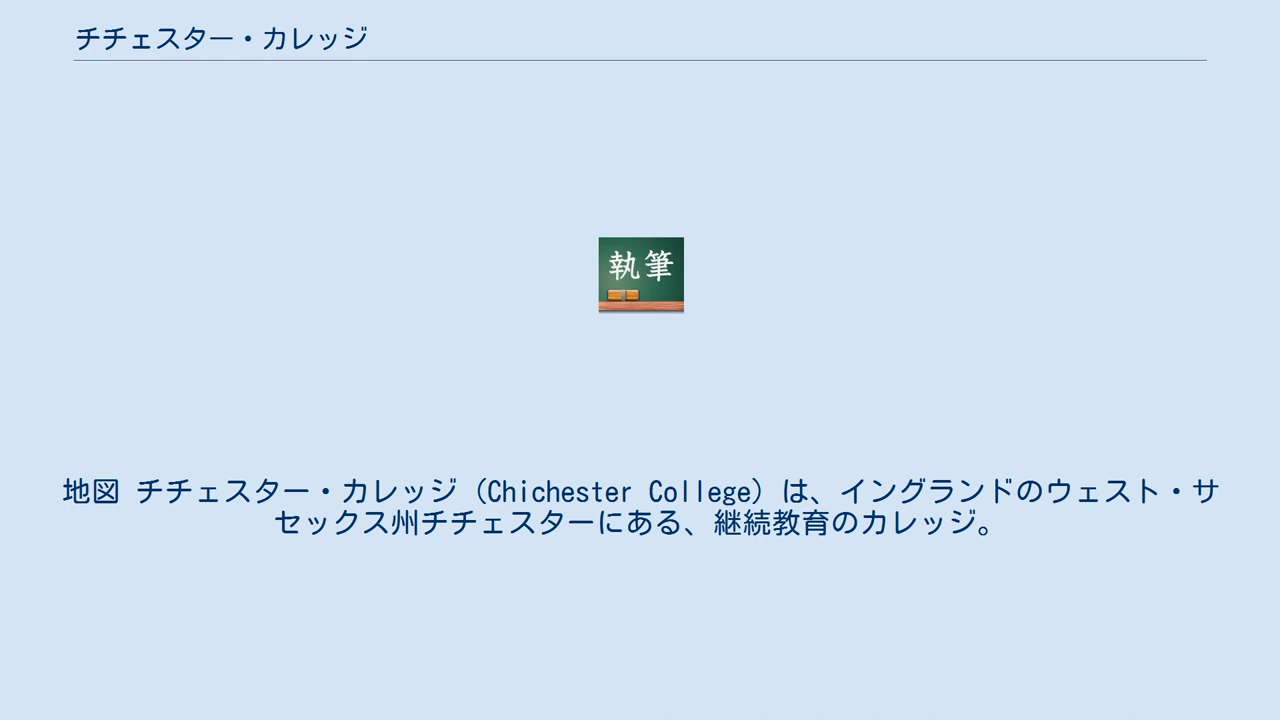 チチェスター・カレッジ
執筆
地図 チチェスター・カレッジ（Chichester College）は、イングランドのウェスト・サ
セックス州チチェスターにある、継続教育のカレッジ。